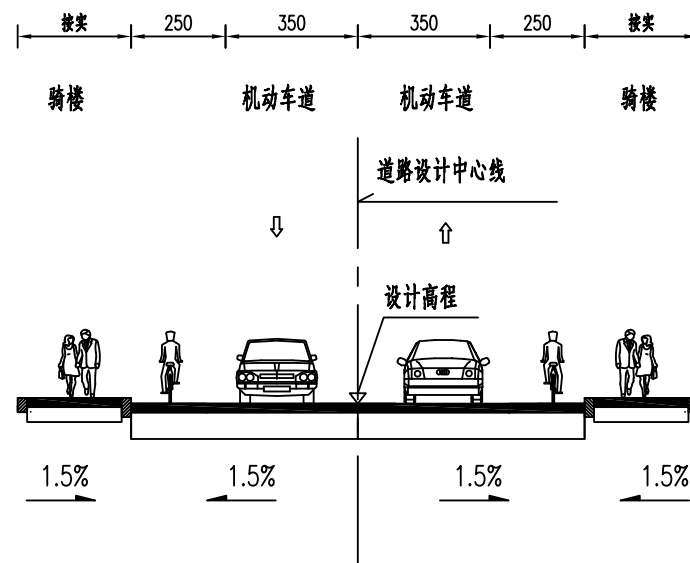 按实 250 350 350 250 按实
骑楼 机动车道 机动车道 骑楼
道路设计中心线
设计高程
1.5% 1.5% 1.5% 1.5%